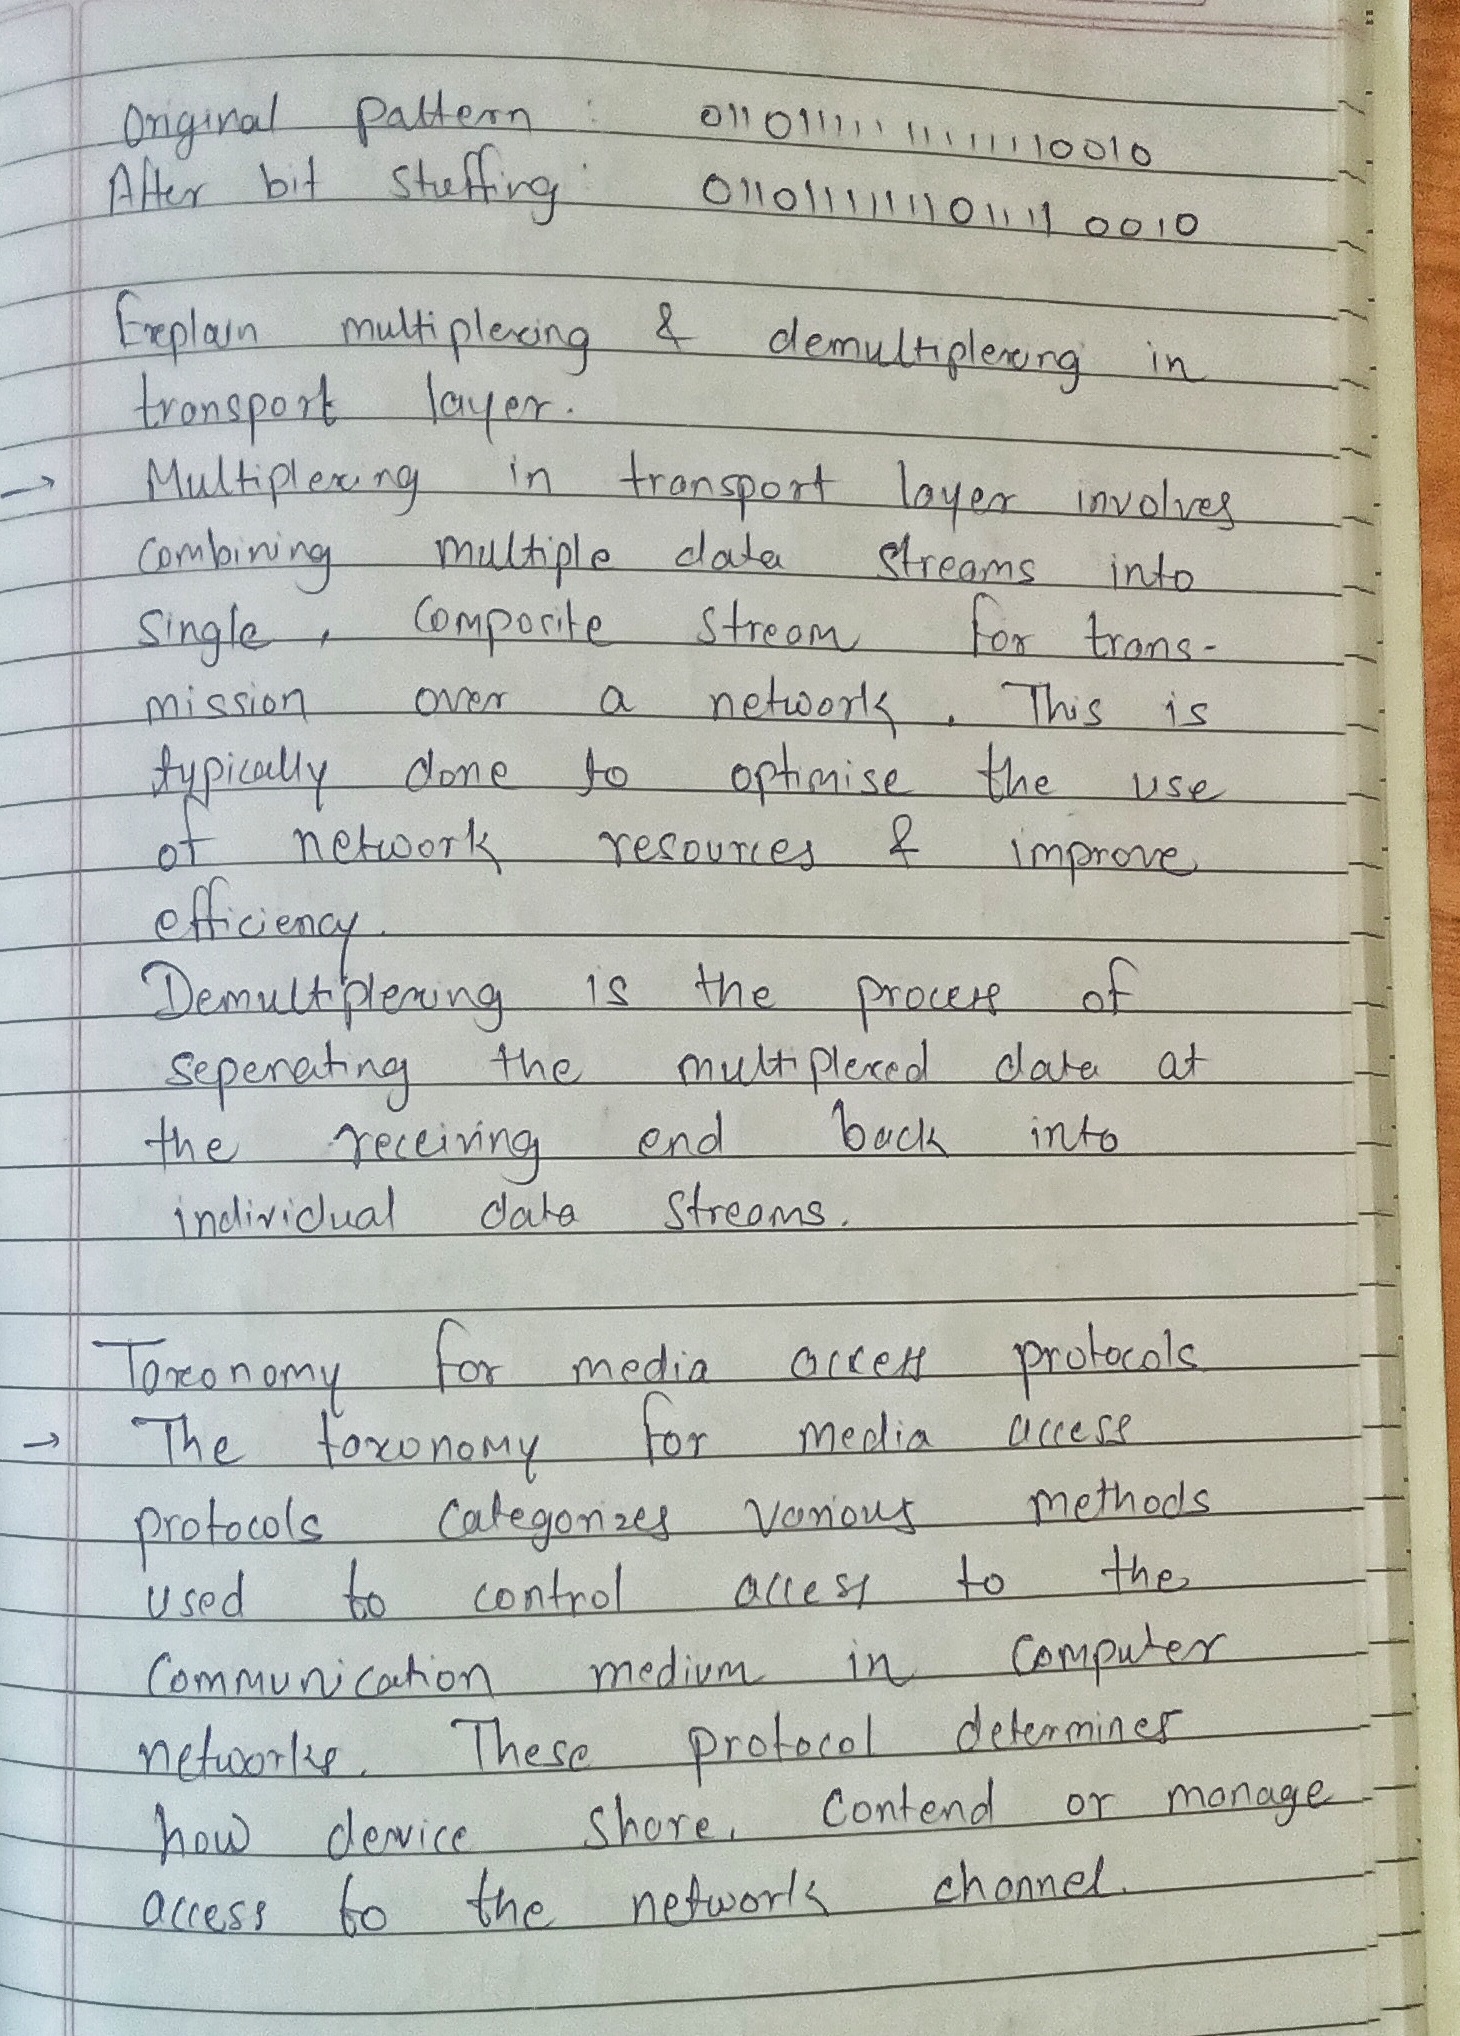 Original pattern : 011011111111111110010
After bit stuffing : 01101111111101111 0010
Explain multiplexing & demultiplexing in
transport layer.
→ Multiplexing in transport layer involves
combining multiple data streams into
single, composite stream for trans-
mission over a network. This is
typically done to optimise the use
of network resources & improve
efficiency.
Demultiplexing is the process of
seperating the multiplexed data at
the receiving end back into
individual data streams.
Taxonomy for media access protocols
→ The taxonomy for media access
protocols categorizes various methods
used to control access to the
communication medium in computer
networks. These protocol determines
how device share, contend or manage
access to the network channel.